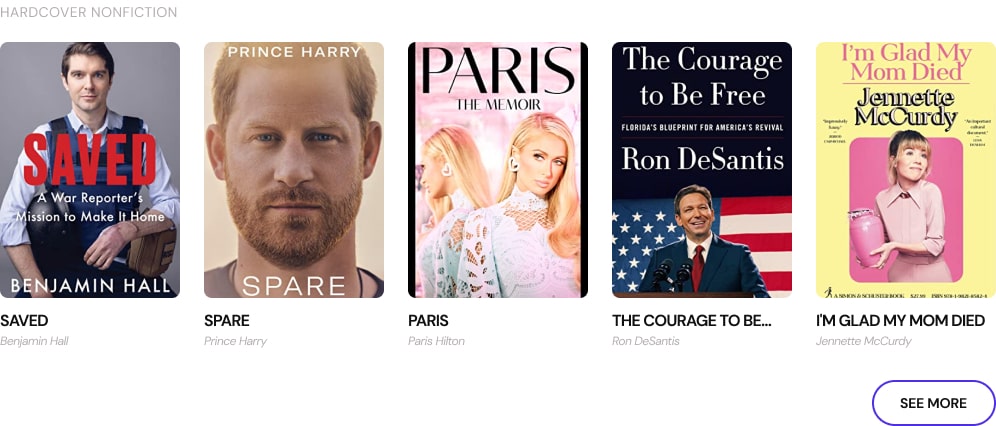 HARDCOVER NONFICTION
SAVED
A War Reporter's
Mission to Make It Home
BENJAMIN HALL
PRINCE HARRY
SPARE
PARIS
THE MEMOIR
The Courage
to Be Free
FLORIDA'S BLUEPRINT FOR AMERICA'S REVIVAL
Ron DeSantis
I'm Glad My
Mom Died
Jennette
McCurdy
A SIMON & SCHUSTER BOOK
SAVED
Benjamin Hall
SPARE
Prince Harry
PARIS
Paris Hilton
THE COURAGE TO BE...
Ron DeSantis
I'M GLAD MY MOM DIED
Jennette McCurdy
SEE MORE